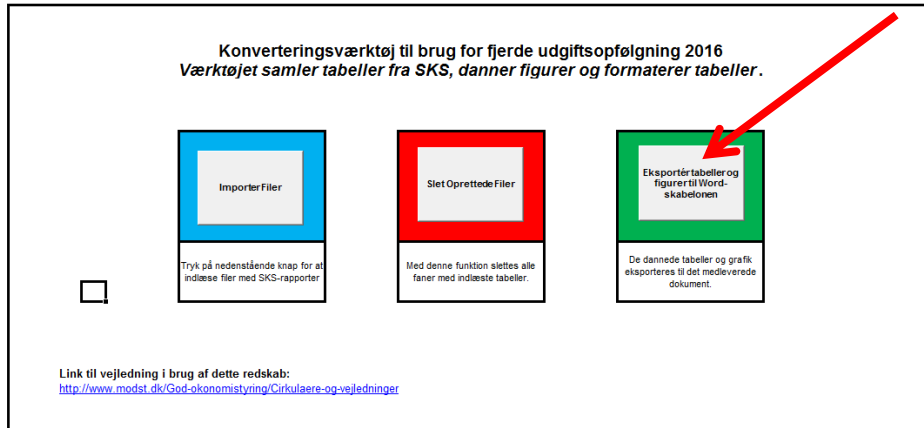 Konverteringsværktøj til brug for fjerde udgiftsopfølgning 2016
Værktøjet samler tabeller fra SKS, danner figurer og formaterer tabeller.
Importer Filer
Tryk på nedenstående knap for at
indlæse filer med SKS-rapporter
Slet Oprettede Filer
Med denne funktion slettes alle
faner med indlæste tabeller.
Eksportér tabeller og
figurer til Word-
skabelonen
De dannede tabeller og grafik
eksporteres til det medleverede
dokument.
Link til vejledning i brug af dette redskab:
http://www.modst.dk/God-okonomistyring/Cirkulaere-og-vejledninger